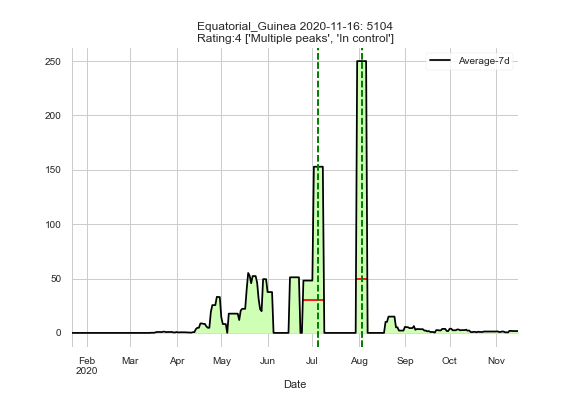 Equatorial_Guinea 2020-11-16: 5104
Rating:4 ['Multiple peaks', 'In control']
Average-7d
250
200
150
100
50
0
Feb Mar Apr May Jun Jul Aug Sep Oct Nov
2020
Date